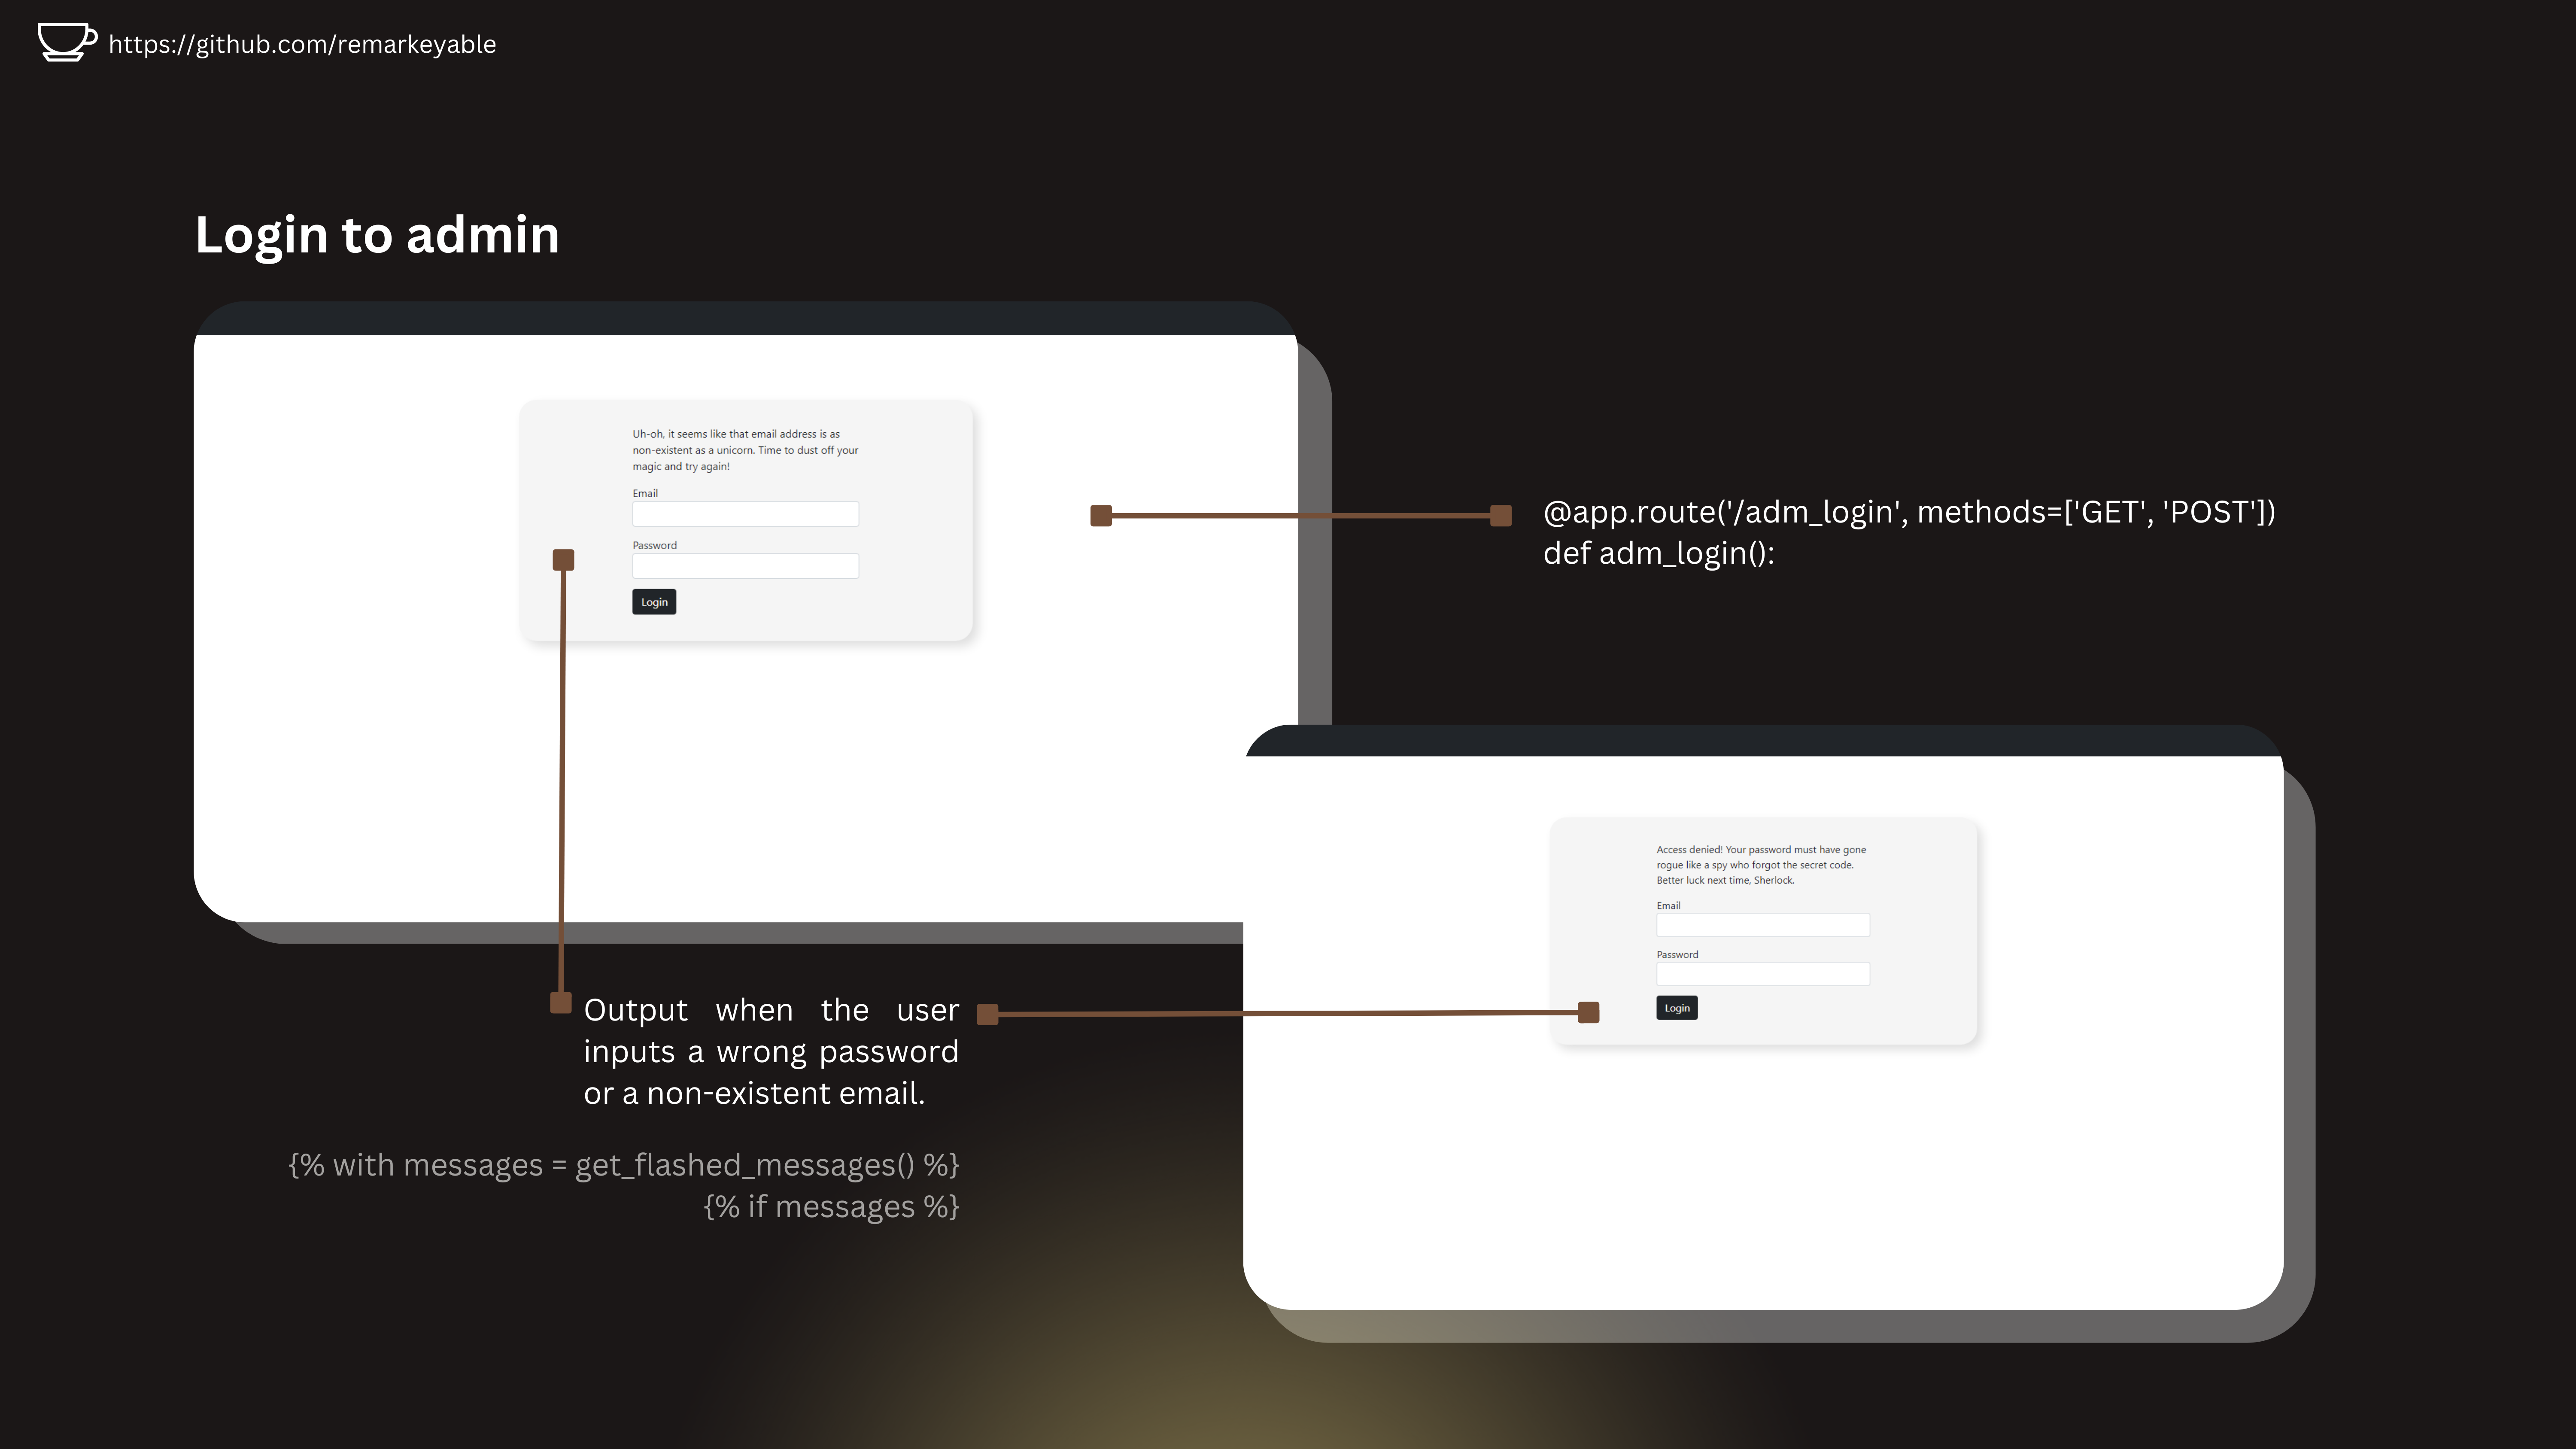 https://github.com/remarkeyable
Login to admin
Uh-oh, it seems like that email address is as
non-existent as a unicorn. Time to dust off your
magic and try again!
Email
Password
Login
@app.route('/adm_login', methods=['GET', 'POST'])
def adm_login():
Access denied! Your password must have gone
rogue like a spy who forgot the secret code.
Better luck next time, Sherlock.
Email
Password
Login
Output when the user
inputs a wrong password
or a non-existent email.
{% with messages = get_flashed_messages() %}
{% if messages %}